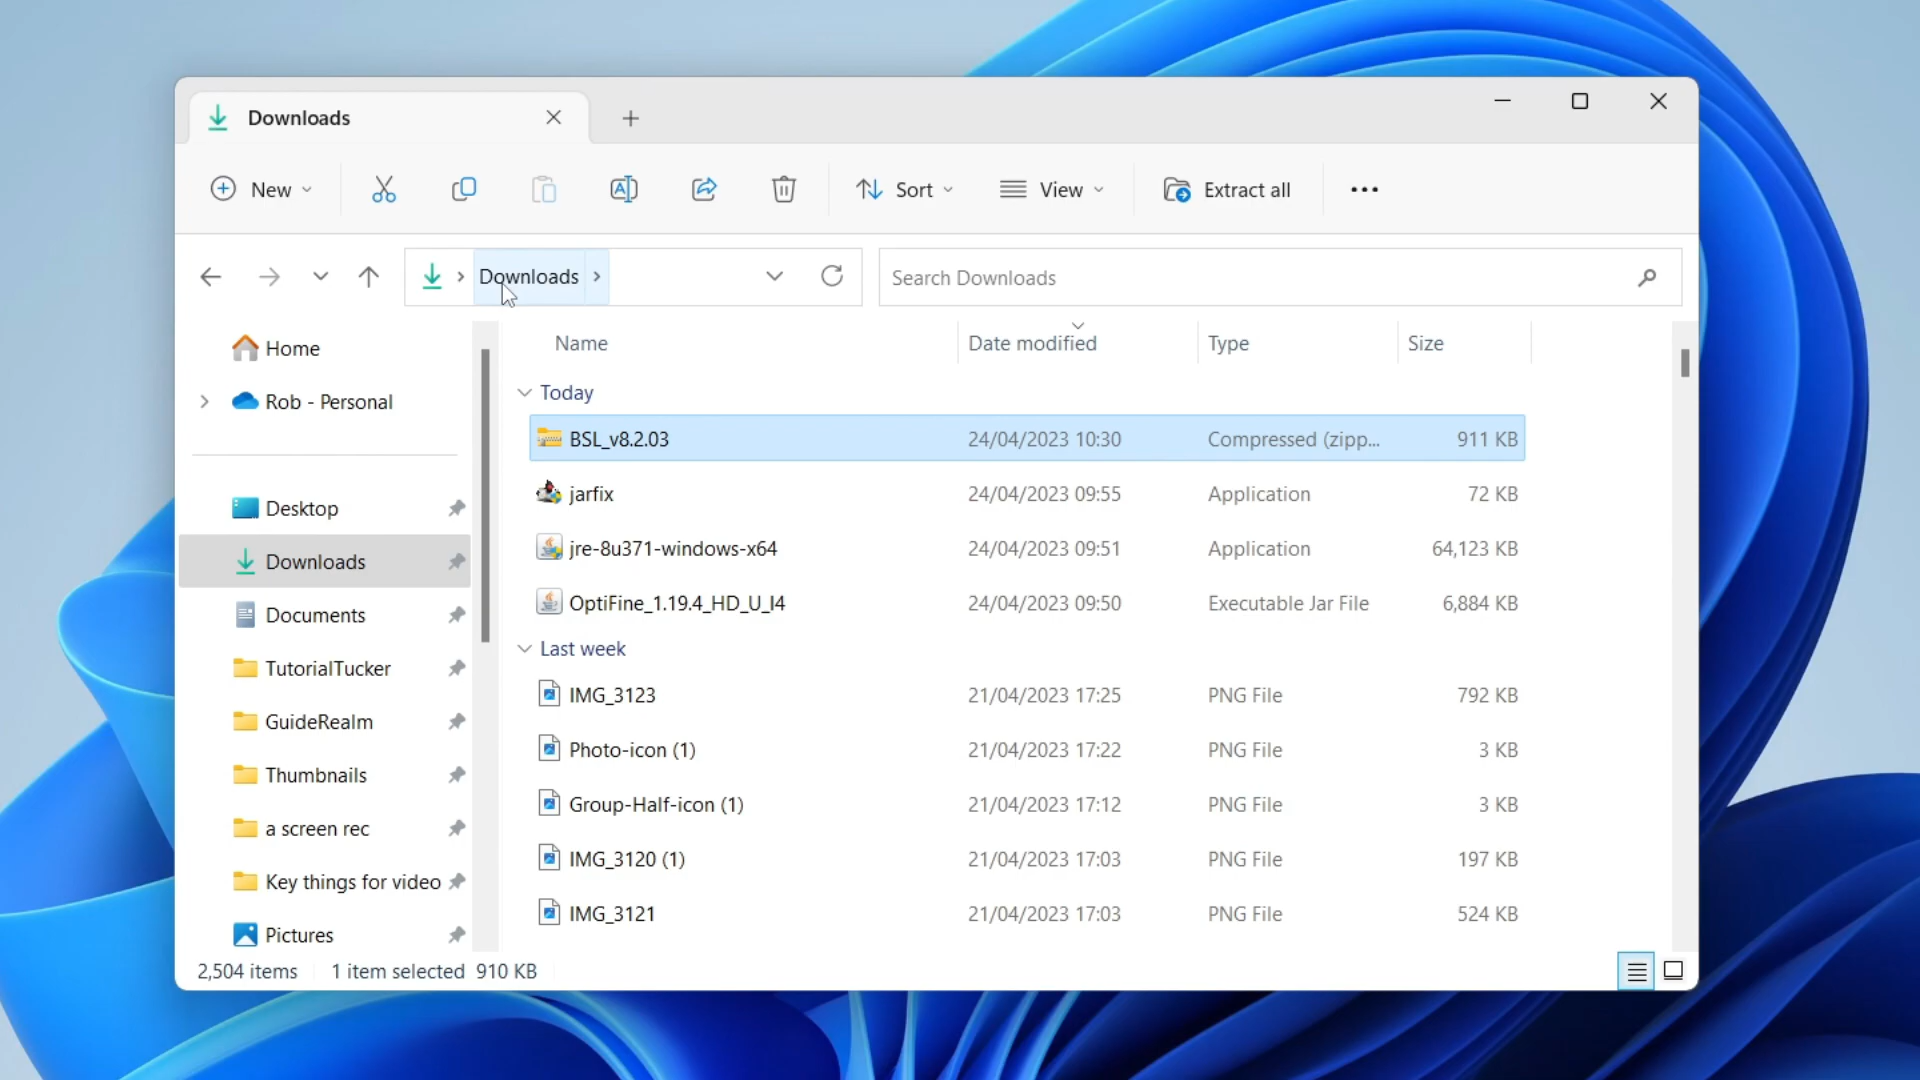 Downloads
New
Sort
View
Extract all
Downloads
Search Downloads
Home
Rob - Personal
Desktop
Downloads
Documents
TutorialTucker
GuideRealm
Thumbnails
a screen rec
Key things for video
Pictures
Name Date modified Type Size
Today
BSL_v8.2.03 24/04/2023 10:30 Compressed (zipp... 911 KB
jarfix 24/04/2023 09:55 Application 72 KB
jre-8u371-windows-x64 24/04/2023 09:51 Application 64,123 KB
OptiFine_1.19.4_HD_U_I4 24/04/2023 09:50 Executable Jar File 6,884 KB
Last week
IMG_3123 21/04/2023 17:25 PNG File 792 KB
Photo-icon (1) 21/04/2023 17:22 PNG File 3 KB
Group-Half-icon (1) 21/04/2023 17:12 PNG File 3 KB
IMG_3120 (1) 21/04/2023 17:03 PNG File 197 KB
IMG_3121 21/04/2023 17:03 PNG File 524 KB
2,504 items 1 item selected 910 KB